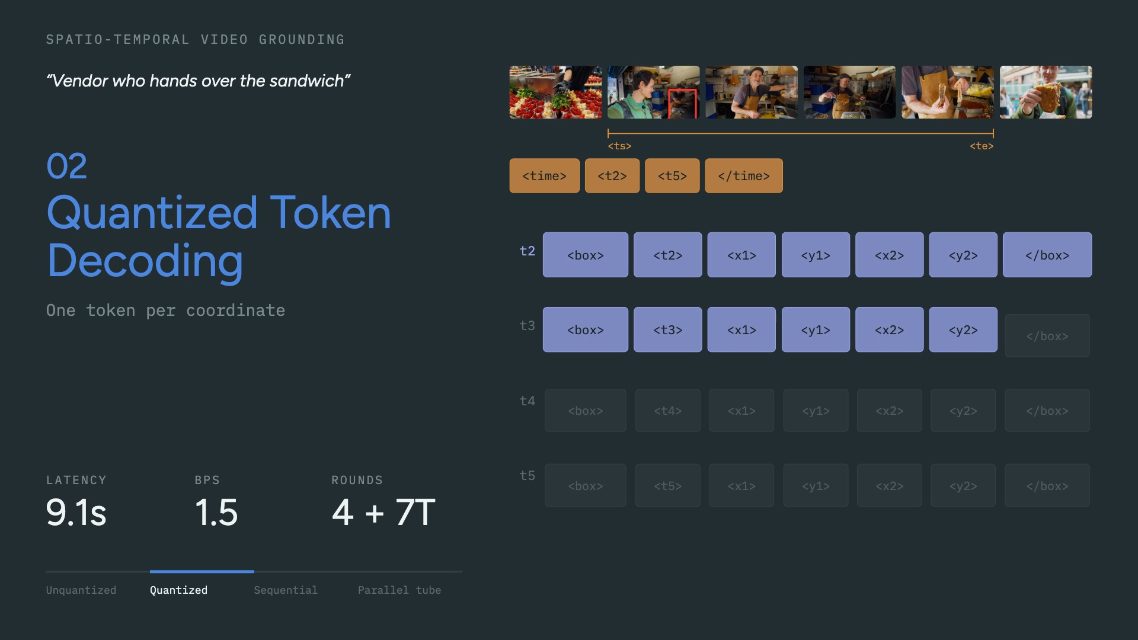 SPATIO-TEMPORAL VIDEO GROUNDING
“Vendor who hands over the sandwich”
02
Quantized Token
Decoding
One token per coordinate
LATENCY BPS ROUNDS
9.1s 1.5 4 + 7T
Unquantized Quantized Sequential Parallel tube
<ts> <te>
<time> <t2> <t5> </time>
t2 <box> <t2> <x1> <y1> <x2> <y2> </box>
t3 <box> <t3> <x1> <y1> <x2> <y2> </box>
t4 <box> <t4> <x1> <y1> <x2> <y2> </box>
t5 <box> <t5> <x1> <y1> <x2> <y2> </box>